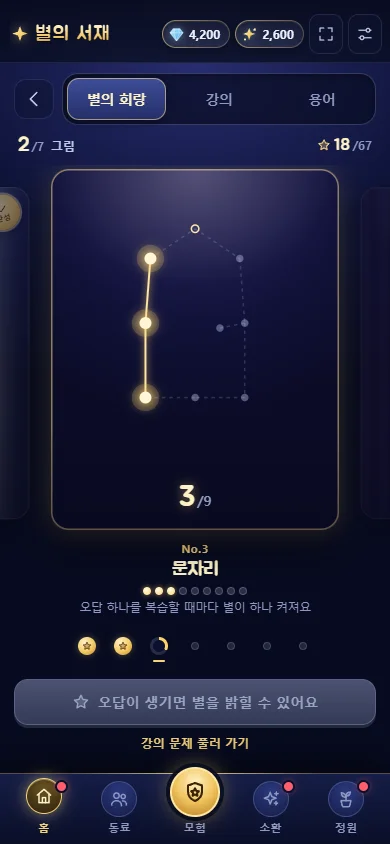 별의 서재
4,200
2,600
별의 회랑
강의
용어
2/7 그림
18/67
3/9
No.3
문자리
오답 하나를 복습할 때마다 별이 하나 켜져요
오답이 생기면 별을 밝힐 수 있어요
강의 문제 풀러 가기
홈
동료
모험
소환
정원